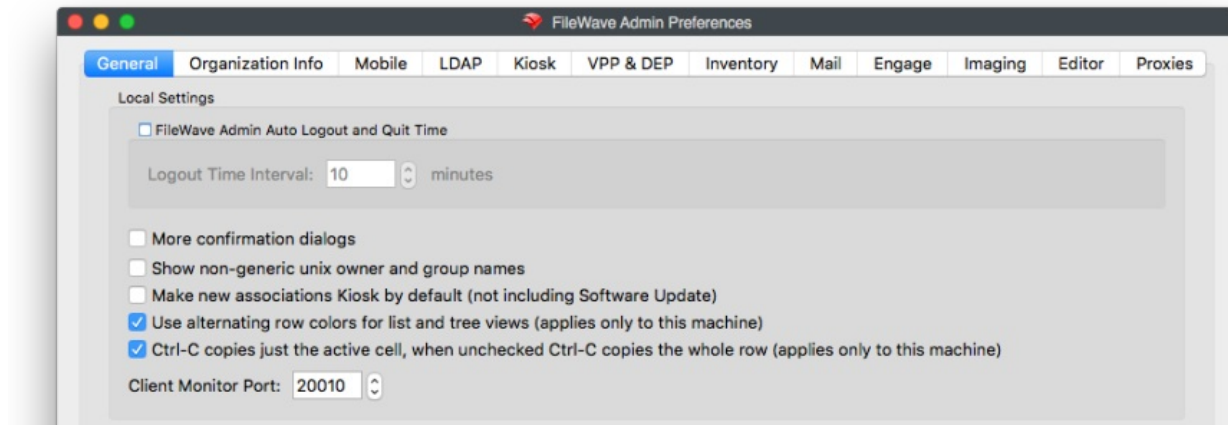 FileWave Admin Preferences
General Organization Info Mobile LDAP Kiosk VPP & DEP Inventory Mail Engage Imaging Editor Proxies
Local Settings
FileWave Admin Auto Logout and Quit Time
Logout Time Interval: 10 minutes
More confirmation dialogs
Show non-generic unix owner and group names
Make new associations Kiosk by default (not including Software Update)
Use alternating row colors for list and tree views (applies only to this machine)
Ctrl-C copies just the active cell, when unchecked Ctrl-C copies the whole row (applies only to this machine)
Client Monitor Port: 20010